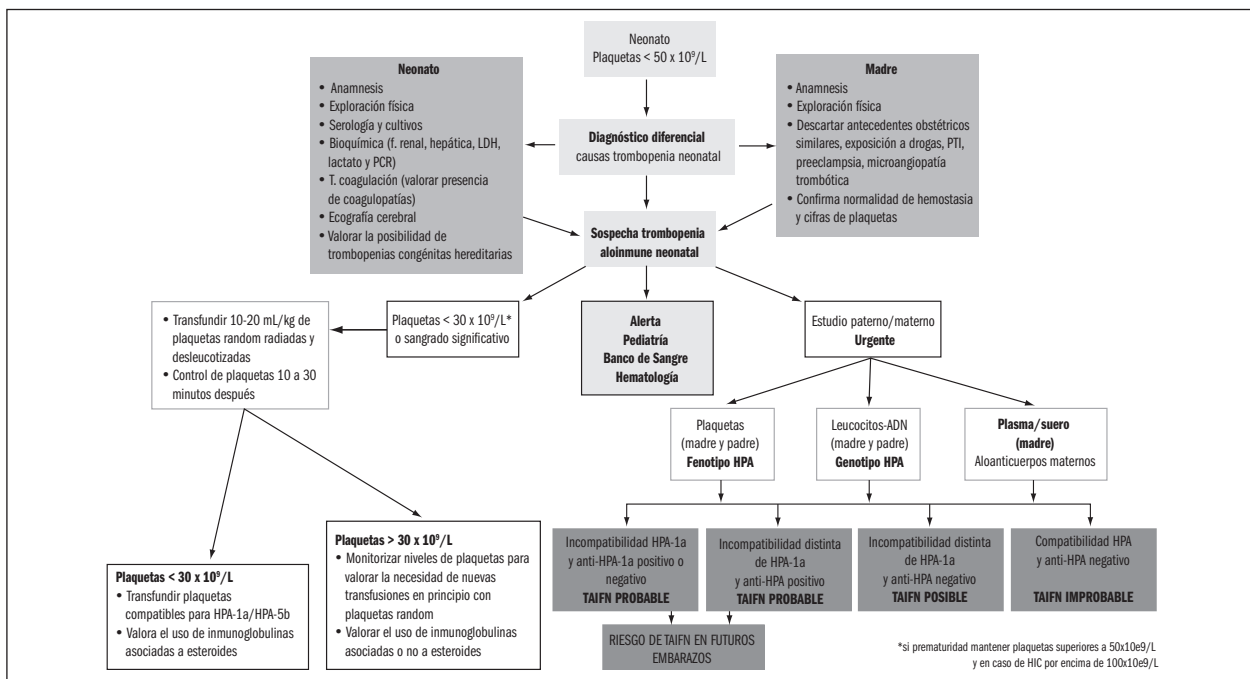 Neonato
Plaquetas < 50 x 10⁹/L
Neonato
• Anamnesis
• Exploración física
• Serología y cultivos
• Bioquímica (f. renal, hepática, LDH,
lactato y PCR)
• T. coagulación (valorar presencia
de coagulopatías)
• Ecografía cerebral
• Valorar la posibilidad de
trombopenias congénitas hereditarias
Diagnóstico diferencial
causas trombopenia neonatal
Madre
• Anamnesis
• Exploración física
• Descartar antecedentes obstétricos
similares, exposición a drogas, PTI,
preeclampsia, microangiopatía
trombótica
• Confirma normalidad de hemostasia
y cifras de plaquetas
Sospecha trombopenia
aloinmune neonatal
• Transfundir 10-20 mL/kg de
plaquetas random radiadas y
desleucotizadas
• Control de plaquetas 10 a 30
minutos después
Plaquetas < 30 x 10⁹/L*
o sangrado significativo
Alerta
Pediatría
Banco de Sangre
Hematología
Estudio paterno/materno
Urgente
Plaquetas
(madre y padre)
Fenotipo HPA
Leucocitos-ADN
(madre y padre)
Genotipo HPA
Plasma/suero
(madre)
Aloanticuerpos maternos
Plaquetas < 30 x 10⁹/L
• Transfundir plaquetas
compatibles para HPA-1a/HPA-5b
• Valora el uso de inmunoglobulinas
asociadas a esteroides
Plaquetas > 30 x 10⁹/L
• Monitorizar niveles de plaquetas para
valorar la necesidad de nuevas
transfusiones en principio con
plaquetas random
• Valorar el uso de inmunoglobulinas
asociadas o no a esteroides
Incompatibilidad HPA-1a
y anti-HPA-1a positivo o
negativo
TAIFN PROBABLE
Incompatibilidad distinta
de HPA-1a
y anti-HPA positivo
TAIFN PROBABLE
Incompatibilidad distinta
de HPA-1a
y anti-HPA negativo
TAIFN POSIBLE
Compatibilidad HPA
y anti-HPA negativo
TAIFN IMPROBABLE
RIESGO DE TAIFN EN FUTUROS
EMBARAZOS
*si prematuridad mantener plaquetas superiores a 50x10e9/L
y en caso de HIC por encima de 100x10e9/L